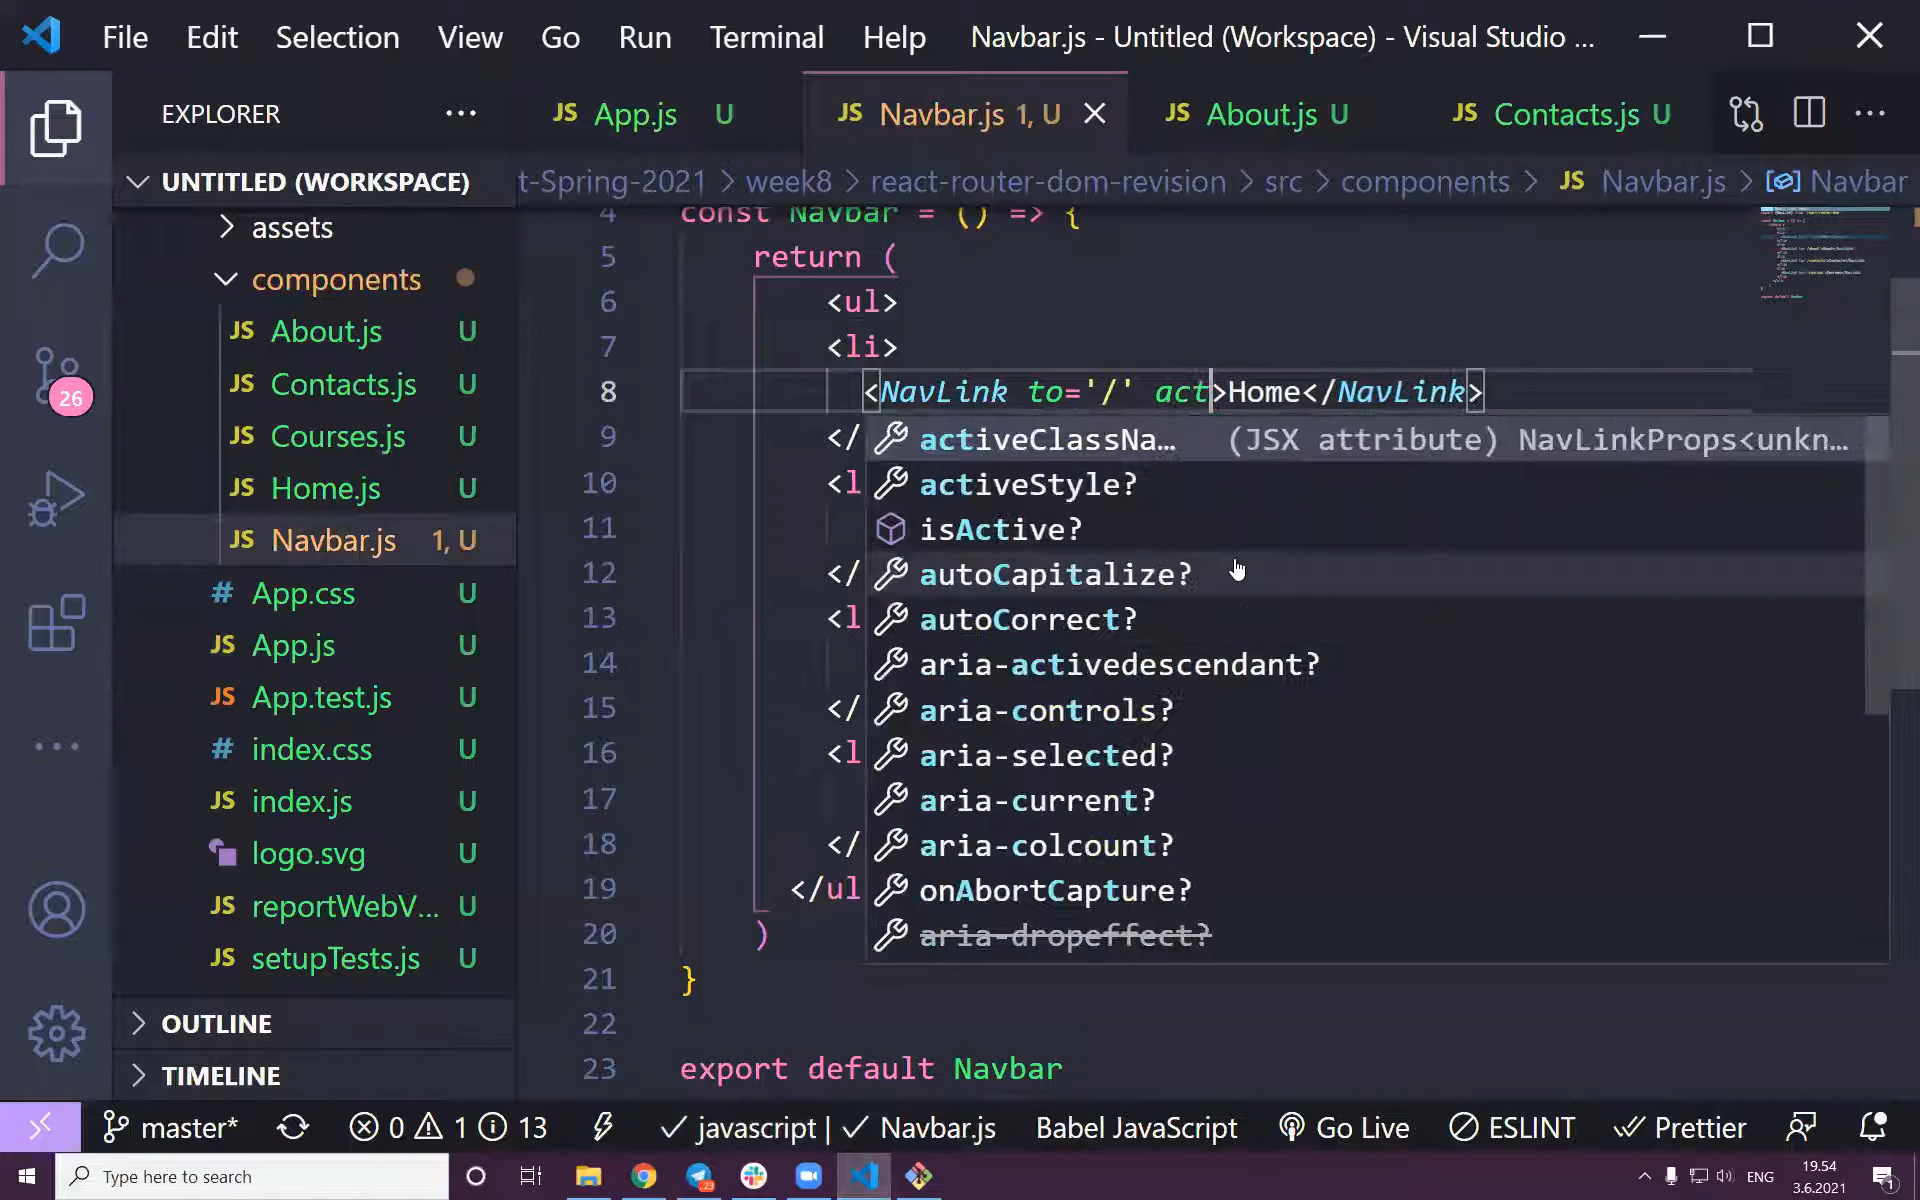 File Edit Selection View Go Run Terminal Help Navbar.js - Untitled (Workspace) - Visual Studio ...
EXPLORER ...
JS App.js U
JS Navbar.js 1, U
JS About.js U
JS Contacts.js U
UNTITLED (WORKSPACE)
t-Spring-2021 > week8 > react-router-dom-revision > src > components > JS Navbar.js > Navbar
assets
components
JS About.js U
JS Contacts.js U
JS Courses.js U
JS Home.js U
JS Navbar.js 1, U
# App.css U
JS App.js U
JS App.test.js U
# index.css U
JS index.js U
logo.svg U
JS reportWebV... U
JS setupTests.js U
OUTLINE
TIMELINE
26
4 const Navbar = () => {
5 return (
6 <ul>
7 <li>
8 <NavLink to='/' act>Home</NavLink>
9 </
10 <l
11
12 </
13 <l
14
15 </
16 <l
17
18 </
19 </ul
20 )
21 }
22
23 export default Navbar
activeClassNa... (JSX attribute) NavLinkProps<unkn...
activeStyle?
isActive?
autoCapitalize?
autoCorrect?
aria-activedescendant?
aria-controls?
aria-selected?
aria-current?
aria-colcount?
onAbortCapture?
aria-dropeffect?
master* 0 1 13 javascript | Navbar.js Babel JavaScript Go Live ESLINT Prettier
Type here to search
23
ENG
19.54
3.6.2021
1